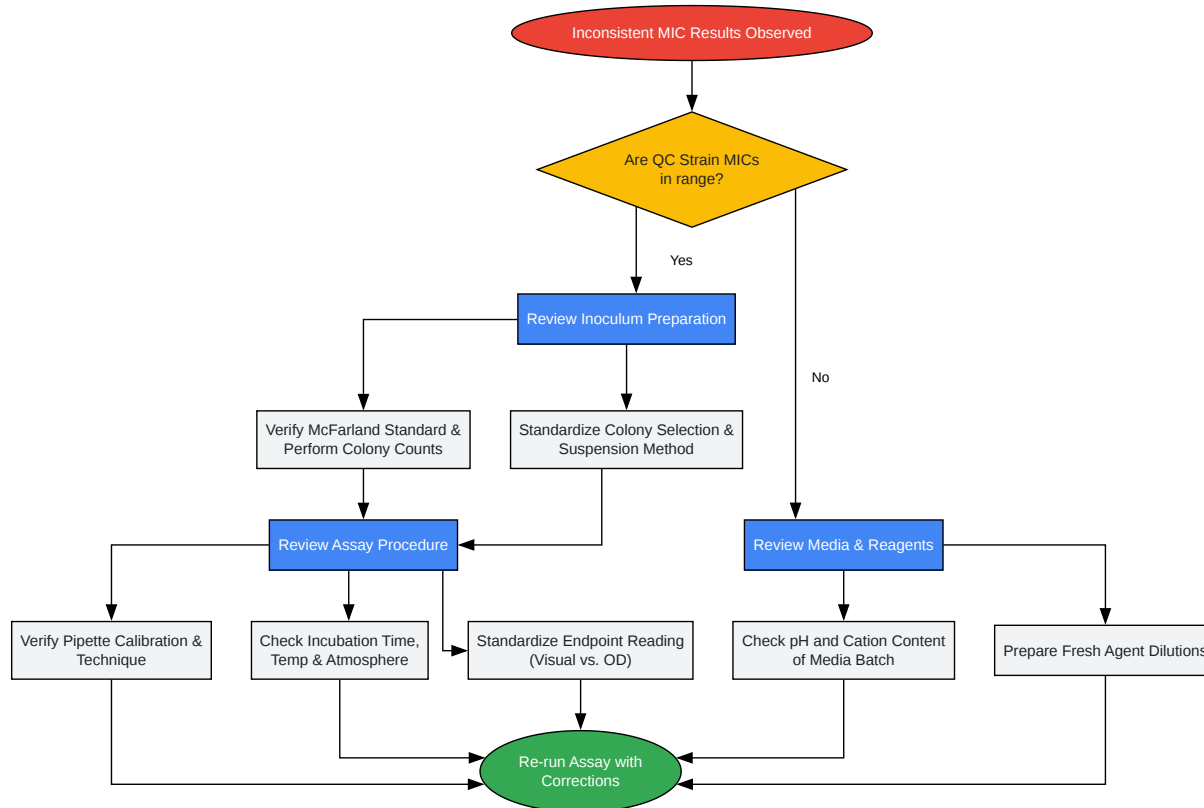 Inconsistent MIC Results Observed
Are QC Strain MICs
in range?
Yes
Review Inoculum Preparation
No
Verify McFarland Standard &
Perform Colony Counts
Standardize Colony Selection &
Suspension Method
Review Assay Procedure
Review Media & Reagents
Verify Pipette Calibration &
Technique
Check Incubation Time,
Temp & Atmosphere
Standardize Endpoint Reading
(Visual vs. OD)
Check pH and Cation Content
of Media Batch
Prepare Fresh Agent Dilutions
Re-run Assay with
Corrections